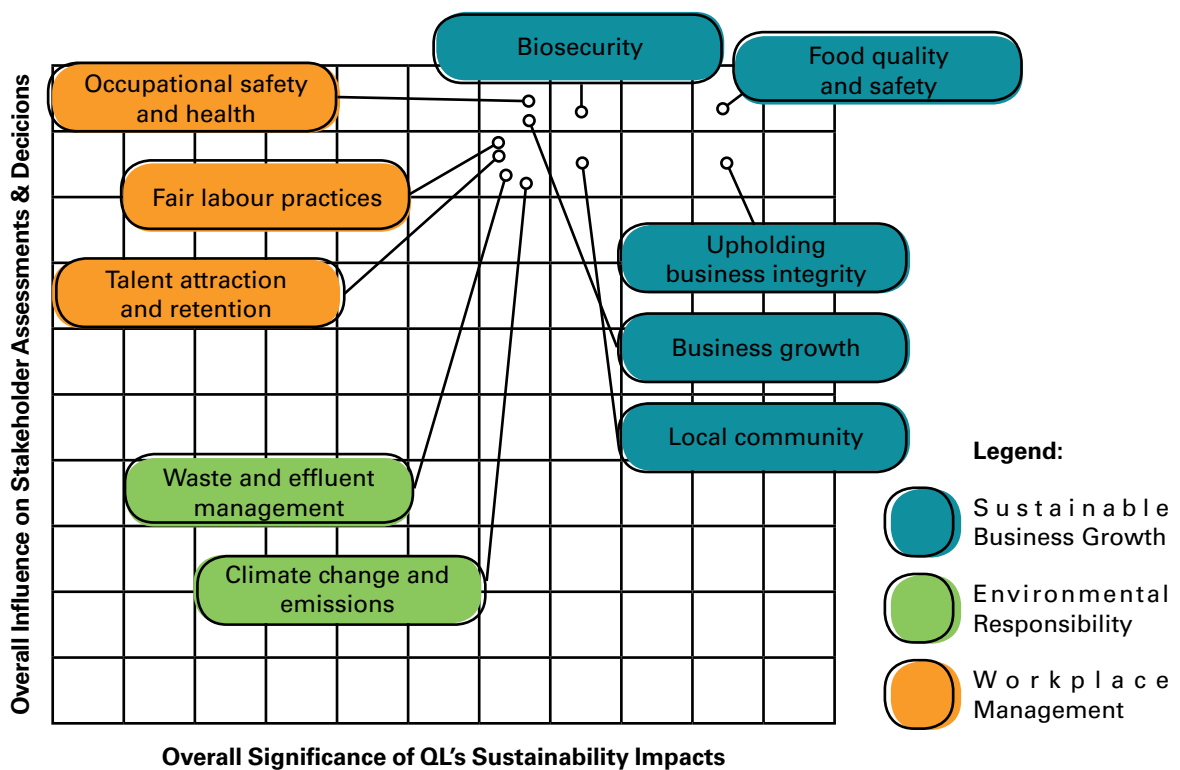 Biosecurity
Food quality
and safety
Occupational safety
and health
Fair labour practices
Talent attraction
and retention
Upholding
business integrity
Business growth
Local community
Waste and effluent
management
Climate change and
emissions
Overall Influence on Stakeholder Assessments & Decicions
Overall Significance of QL's Sustainability Impacts
Legend:
Sustainable
Business Growth
Environmental
Responsibility
Workplace
Management